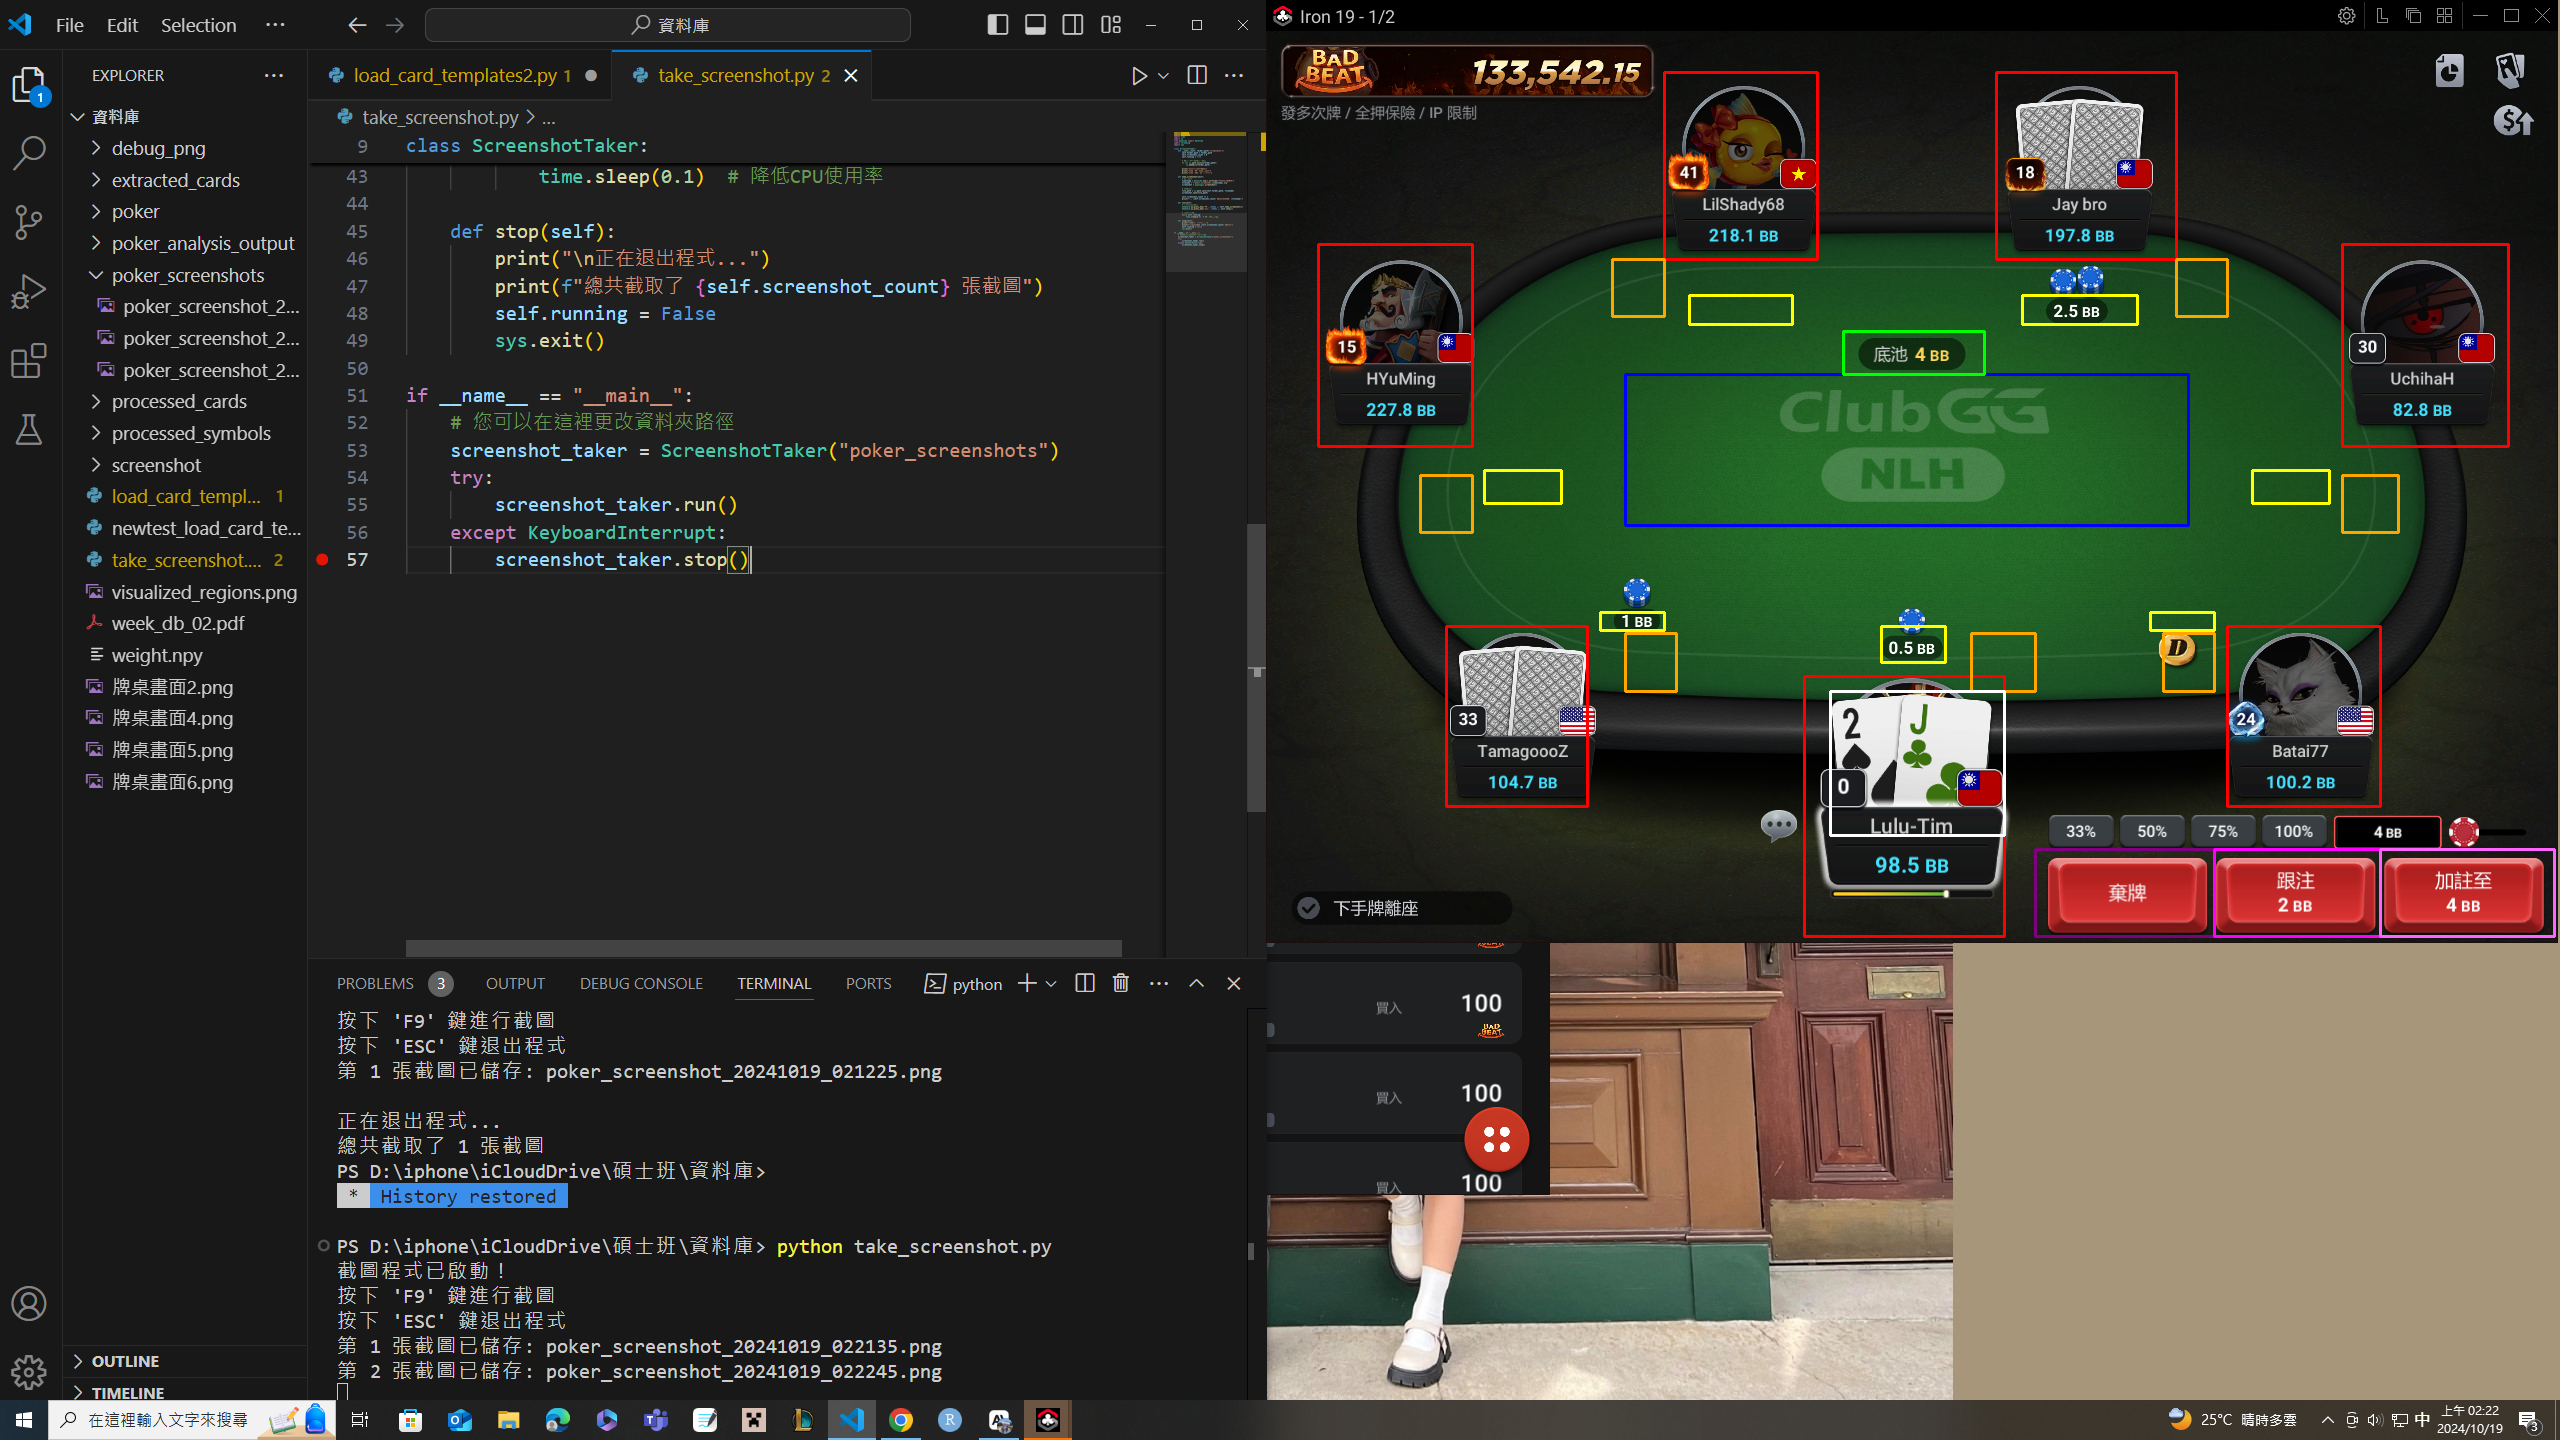 File Edit Selection ···
資料庫
EXPLORER
資料庫
debug_png
extracted_cards
poker
poker_analysis_output
poker_screenshots
poker_screenshot_2...
poker_screenshot_2...
poker_screenshot_2...
processed_cards
processed_symbols
screenshot
load_card_templ... 1
newtest_load_card_te...
take_screenshot.... 2
visualized_regions.png
week_db_02.pdf
weight.npy
牌桌畫面2.png
牌桌畫面4.png
牌桌畫面5.png
牌桌畫面6.png
OUTLINE
TIMELINE
1
load_card_templates2.py 1
take_screenshot.py 2
take_screenshot.py > ...
9 class ScreenshotTaker:
43 time.sleep(0.1) # 降低CPU使用率
44
45 def stop(self):
46 print("\n正在退出程式...")
47 print(f"總共截取了 {self.screenshot_count} 張截圖")
48 self.running = False
49 sys.exit()
50
51 if __name__ == "__main__":
52 # 您可以在這裡更改資料夾路徑
53 screenshot_taker = ScreenshotTaker("poker_screenshots")
54 try:
55 screenshot_taker.run()
56 except KeyboardInterrupt:
57 screenshot_taker.stop()
PROBLEMS 3 OUTPUT DEBUG CONSOLE TERMINAL PORTS python
按下 'F9' 鍵進行截圖
按下 'ESC' 鍵退出程式
第 1 張截圖已儲存: poker_screenshot_20241019_021225.png
正在退出程式...
總共截取了 1 張截圖
PS D:\iphone\iCloudDrive\碩士班\資料庫>
* History restored
PS D:\iphone\iCloudDrive\碩士班\資料庫> python take_screenshot.py
截圖程式已啟動！
按下 'F9' 鍵進行截圖
按下 'ESC' 鍵退出程式
第 1 張截圖已儲存: poker_screenshot_20241019_022135.png
第 2 張截圖已儲存: poker_screenshot_20241019_022245.png
Iron 19 - 1/2
BAD BEAT 133,542.15
發多次牌 / 全押保險 / IP 限制
41
LilShady68
218.1 BB
18
Jay bro
197.8 BB
15
HYuMing
227.8 BB
30
UchihaH
82.8 BB
2.5 BB
底池 4 BB
ClubGG
NLH
1 BB
0.5 BB
D
33
TamagoooZ
104.7 BB
2 J
0
Lulu-Tim
98.5 BB
24
Batai77
100.2 BB
33% 50% 75% 100% 4 BB
棄牌
跟注
2 BB
加註至
4 BB
下手牌離座
買入 100
BAD BEAT
買入 100
買入 100
在這裡輸入文字來搜尋
25°C 晴時多雲
中
上午 02:22
2024/10/19
3